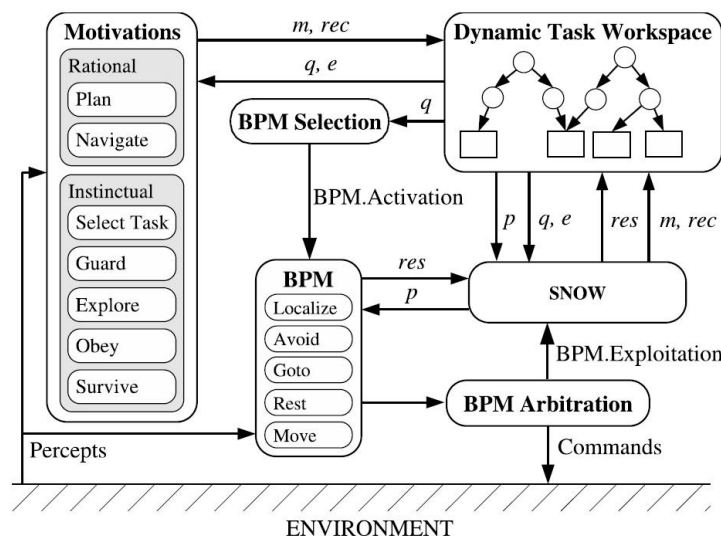 Motivations
Rational
Plan
Navigate
Instinctual
Select Task
Guard
Explore
Obey
Survive
m, rec
q, e
Dynamic Task Workspace
q
BPM Selection
BPM.Activation
p
q, e
res
m, rec
BPM
Localize
Avoid
Goto
Rest
Move
res
p
SNOW
BPM.Exploitation
BPM Arbitration
Percepts
Commands
ENVIRONMENT